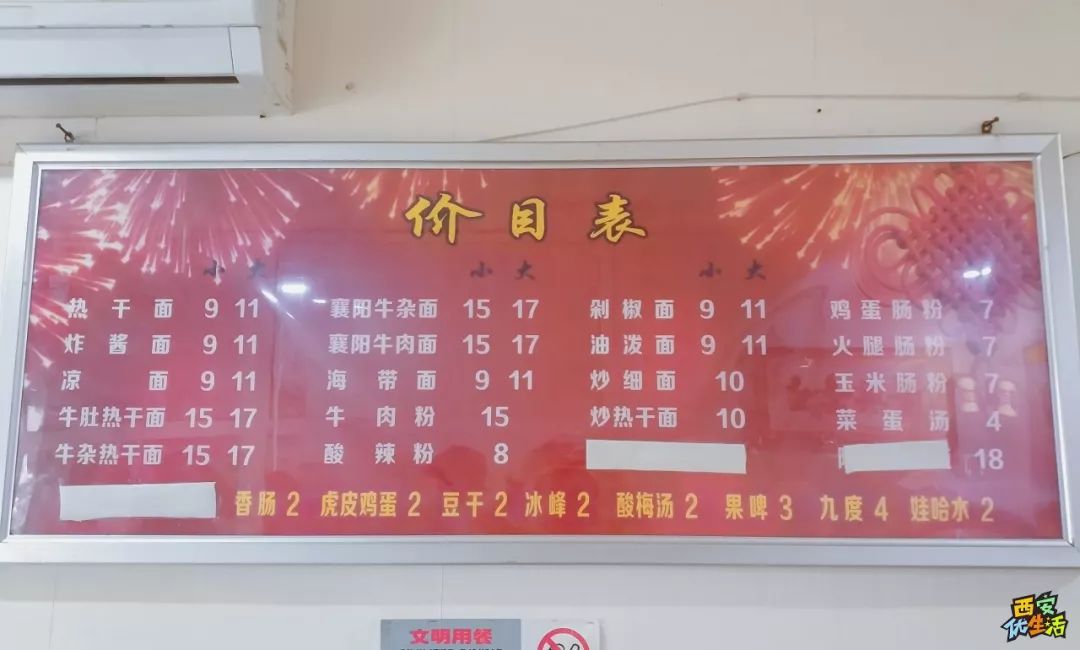 价目表
小 大 小 大 小 大
热干面 9 11 襄阳牛杂面 15 17 剁椒面 9 11 鸡蛋肠粉 7
炸酱面 9 11 襄阳牛肉面 15 17 油泼面 9 11 火腿肠粉 7
凉面 9 11 海带面 9 11 炒细面 10 玉米肠粉 7
牛肚热干面 15 17 牛肉粉 15 炒热干面 10 菜蛋汤 4
牛杂热干面 15 17 酸辣粉 8 18
香肠 2 虎皮鸡蛋 2 豆干 2 冰峰 2 酸梅汤 2 果啤 3 九度 4 娃哈水 2
文明用餐
西安
优生活